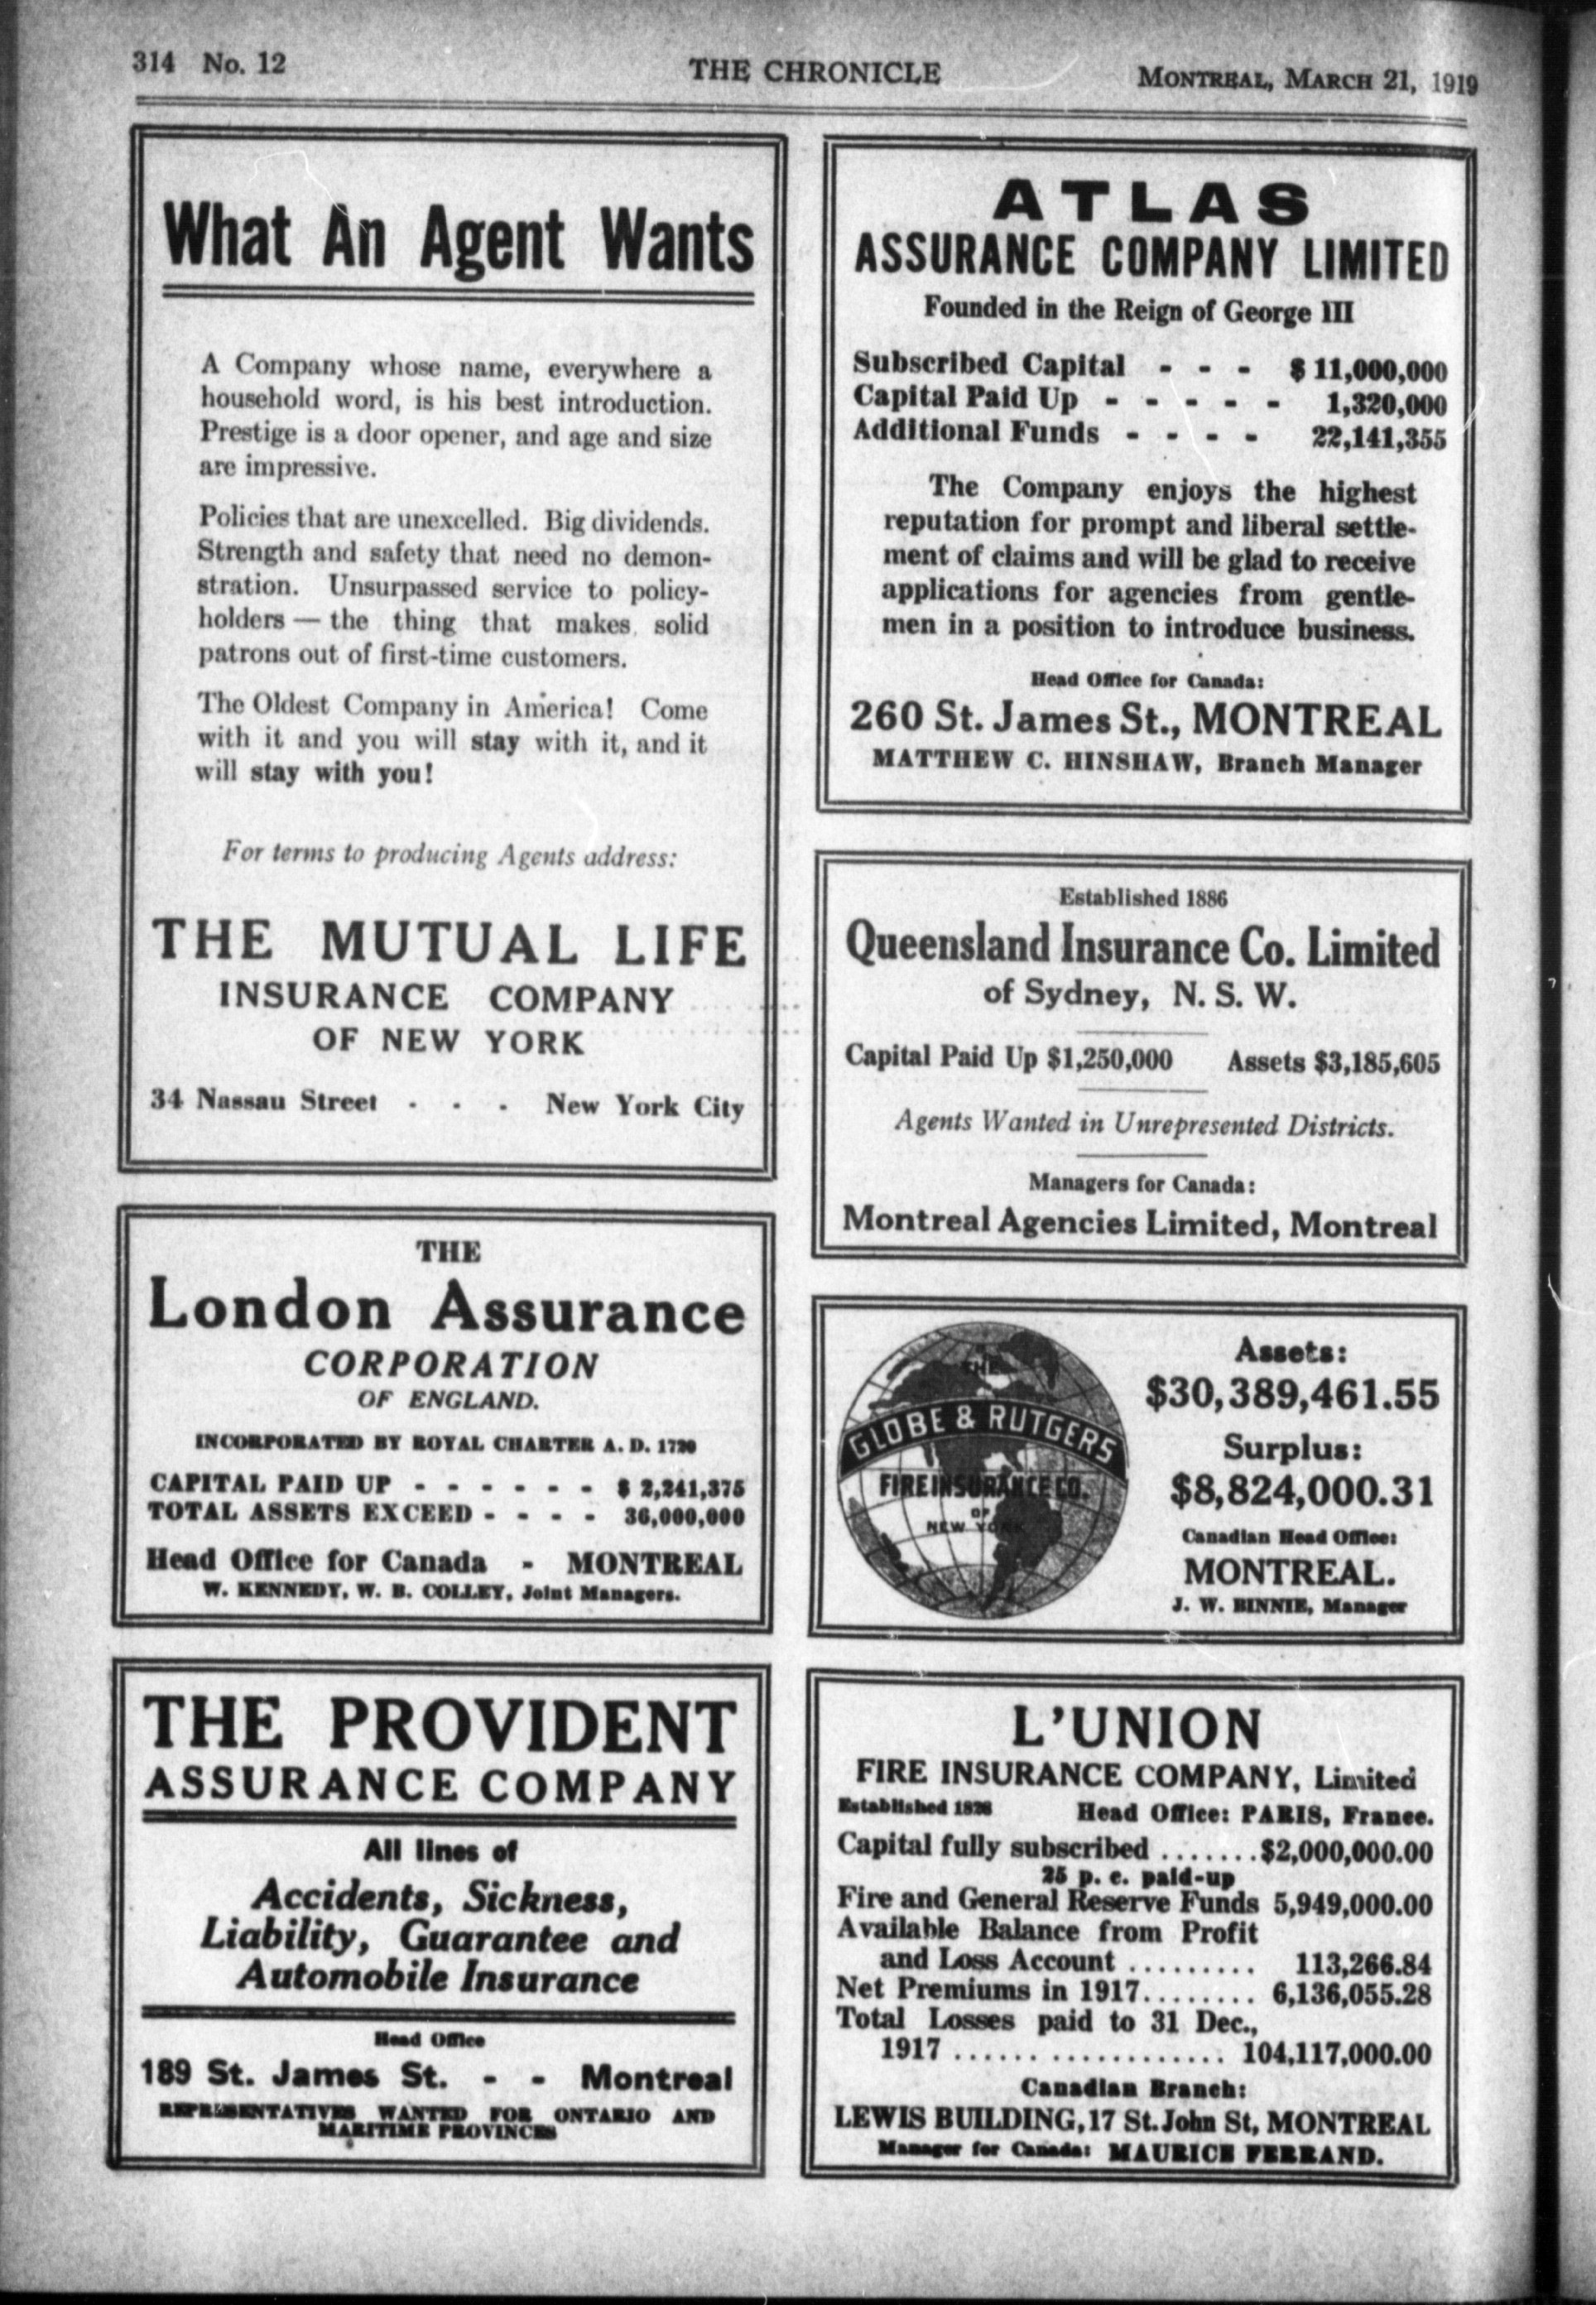 314 No. 12
THE CHRONICLE
MONTREAL, MARCH 21, 1919
What An Agent Wants
A Company whose name, everywhere a
household word, is his best introduction.
Prestige is a door opener, and age and size
are impressive.
Policies that are unexcelled. Big dividends.
Strength and safety that need no demon-
stration. Unsurpassed service to policy-
holders — the thing that makes solid
patrons out of first-time customers.
The Oldest Company in America! Come
with it and you will stay with it, and it
will stay with you!
For terms to producing Agents address:
THE MUTUAL LIFE
INSURANCE COMPANY
OF NEW YORK
34 Nassau Street - - - New York City
THE
London Assurance
CORPORATION
OF ENGLAND.
INCORPORATED BY ROYAL CHARTER A. D. 1720
CAPITAL PAID UP - - - - - - $ 2,241,375
TOTAL ASSETS EXCEED - - - - 36,000,000
Head Office for Canada - MONTREAL
W. KENNEDY, W. B. COLLEY, Joint Managers.
THE PROVIDENT
ASSURANCE COMPANY
All lines of
Accidents, Sickness,
Liability, Guarantee and
Automobile Insurance
Head Office
189 St. James St. - - Montreal
REPRESENTATIVES WANTED FOR ONTARIO AND
MARITIME PROVINCES
ATLAS
ASSURANCE COMPANY LIMITED
Founded in the Reign of George III
Subscribed Capital - - - $ 11,000,000
Capital Paid Up - - - - - 1,320,000
Additional Funds - - - - 22,141,355
The Company enjoys the highest
reputation for prompt and liberal settle-
ment of claims and will be glad to receive
applications for agencies from gentle-
men in a position to introduce business.
Head Office for Canada:
260 St. James St., MONTREAL
MATTHEW C. HINSHAW, Branch Manager
Established 1886
Queensland Insurance Co. Limited
of Sydney, N. S. W.
Capital Paid Up $1,250,000 Assets $3,185,605
Agents Wanted in Unrepresented Districts.
Managers for Canada:
Montreal Agencies Limited, Montreal
THE
GLOBE & RUTGERS
FIRE INSURANCE CO.
OF
NEW YORK
Assets:
$30,389,461.55
Surplus:
$8,824,000.31
Canadian Head Office:
MONTREAL.
J. W. BINNIE, Manager
L'UNION
FIRE INSURANCE COMPANY, Limited
Established 1828 Head Office: PARIS, France.
Capital fully subscribed .......$2,000,000.00
25 p. c. paid-up
Fire and General Reserve Funds 5,949,000.00
Available Balance from Profit
and Loss Account ......... 113,266.84
Net Premiums in 1917........ 6,136,055.28
Total Losses paid to 31 Dec.,
1917 .................... 104,117,000.00
Canadian Branch:
LEWIS BUILDING, 17 St. John St, MONTREAL
Manager for Canada: MAURICE FERRAND.